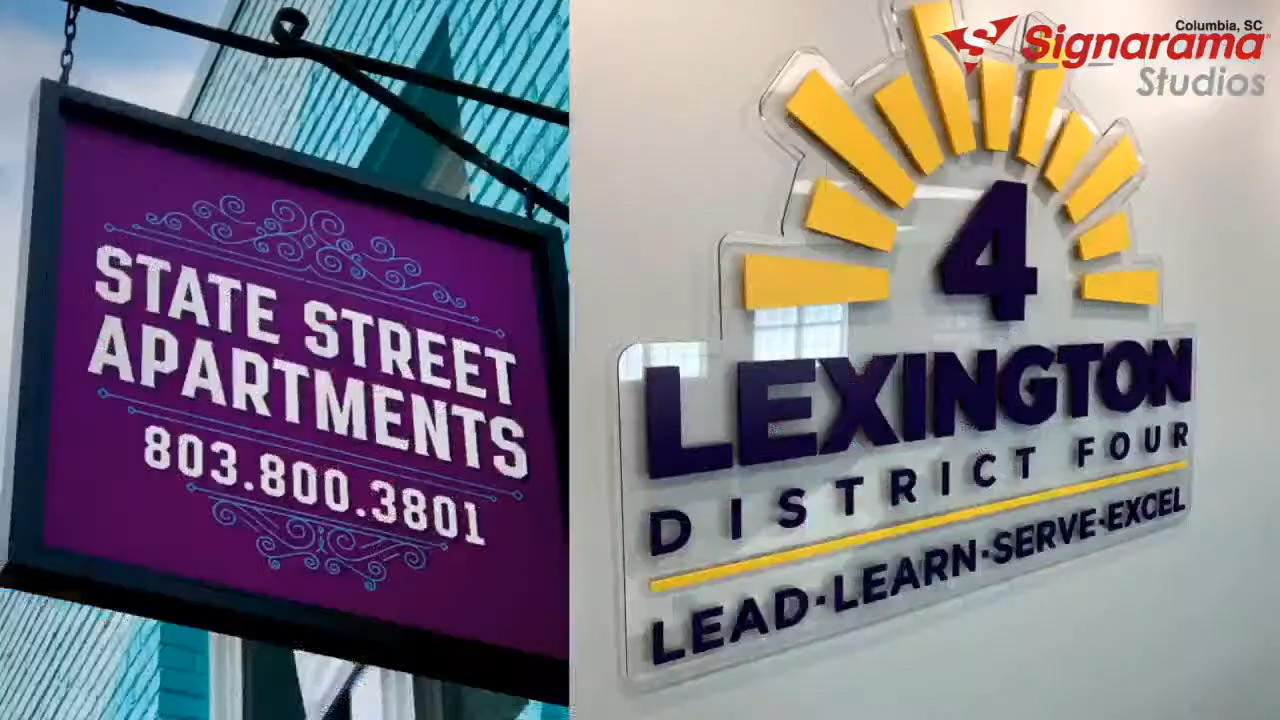 STATE STREET
APARTMENTS
803.800.3801
Columbia, SC
Signarama
Studios
4
LEXINGTON
DISTRICT FOUR
LEAD·LEARN·SERVE·EXCEL